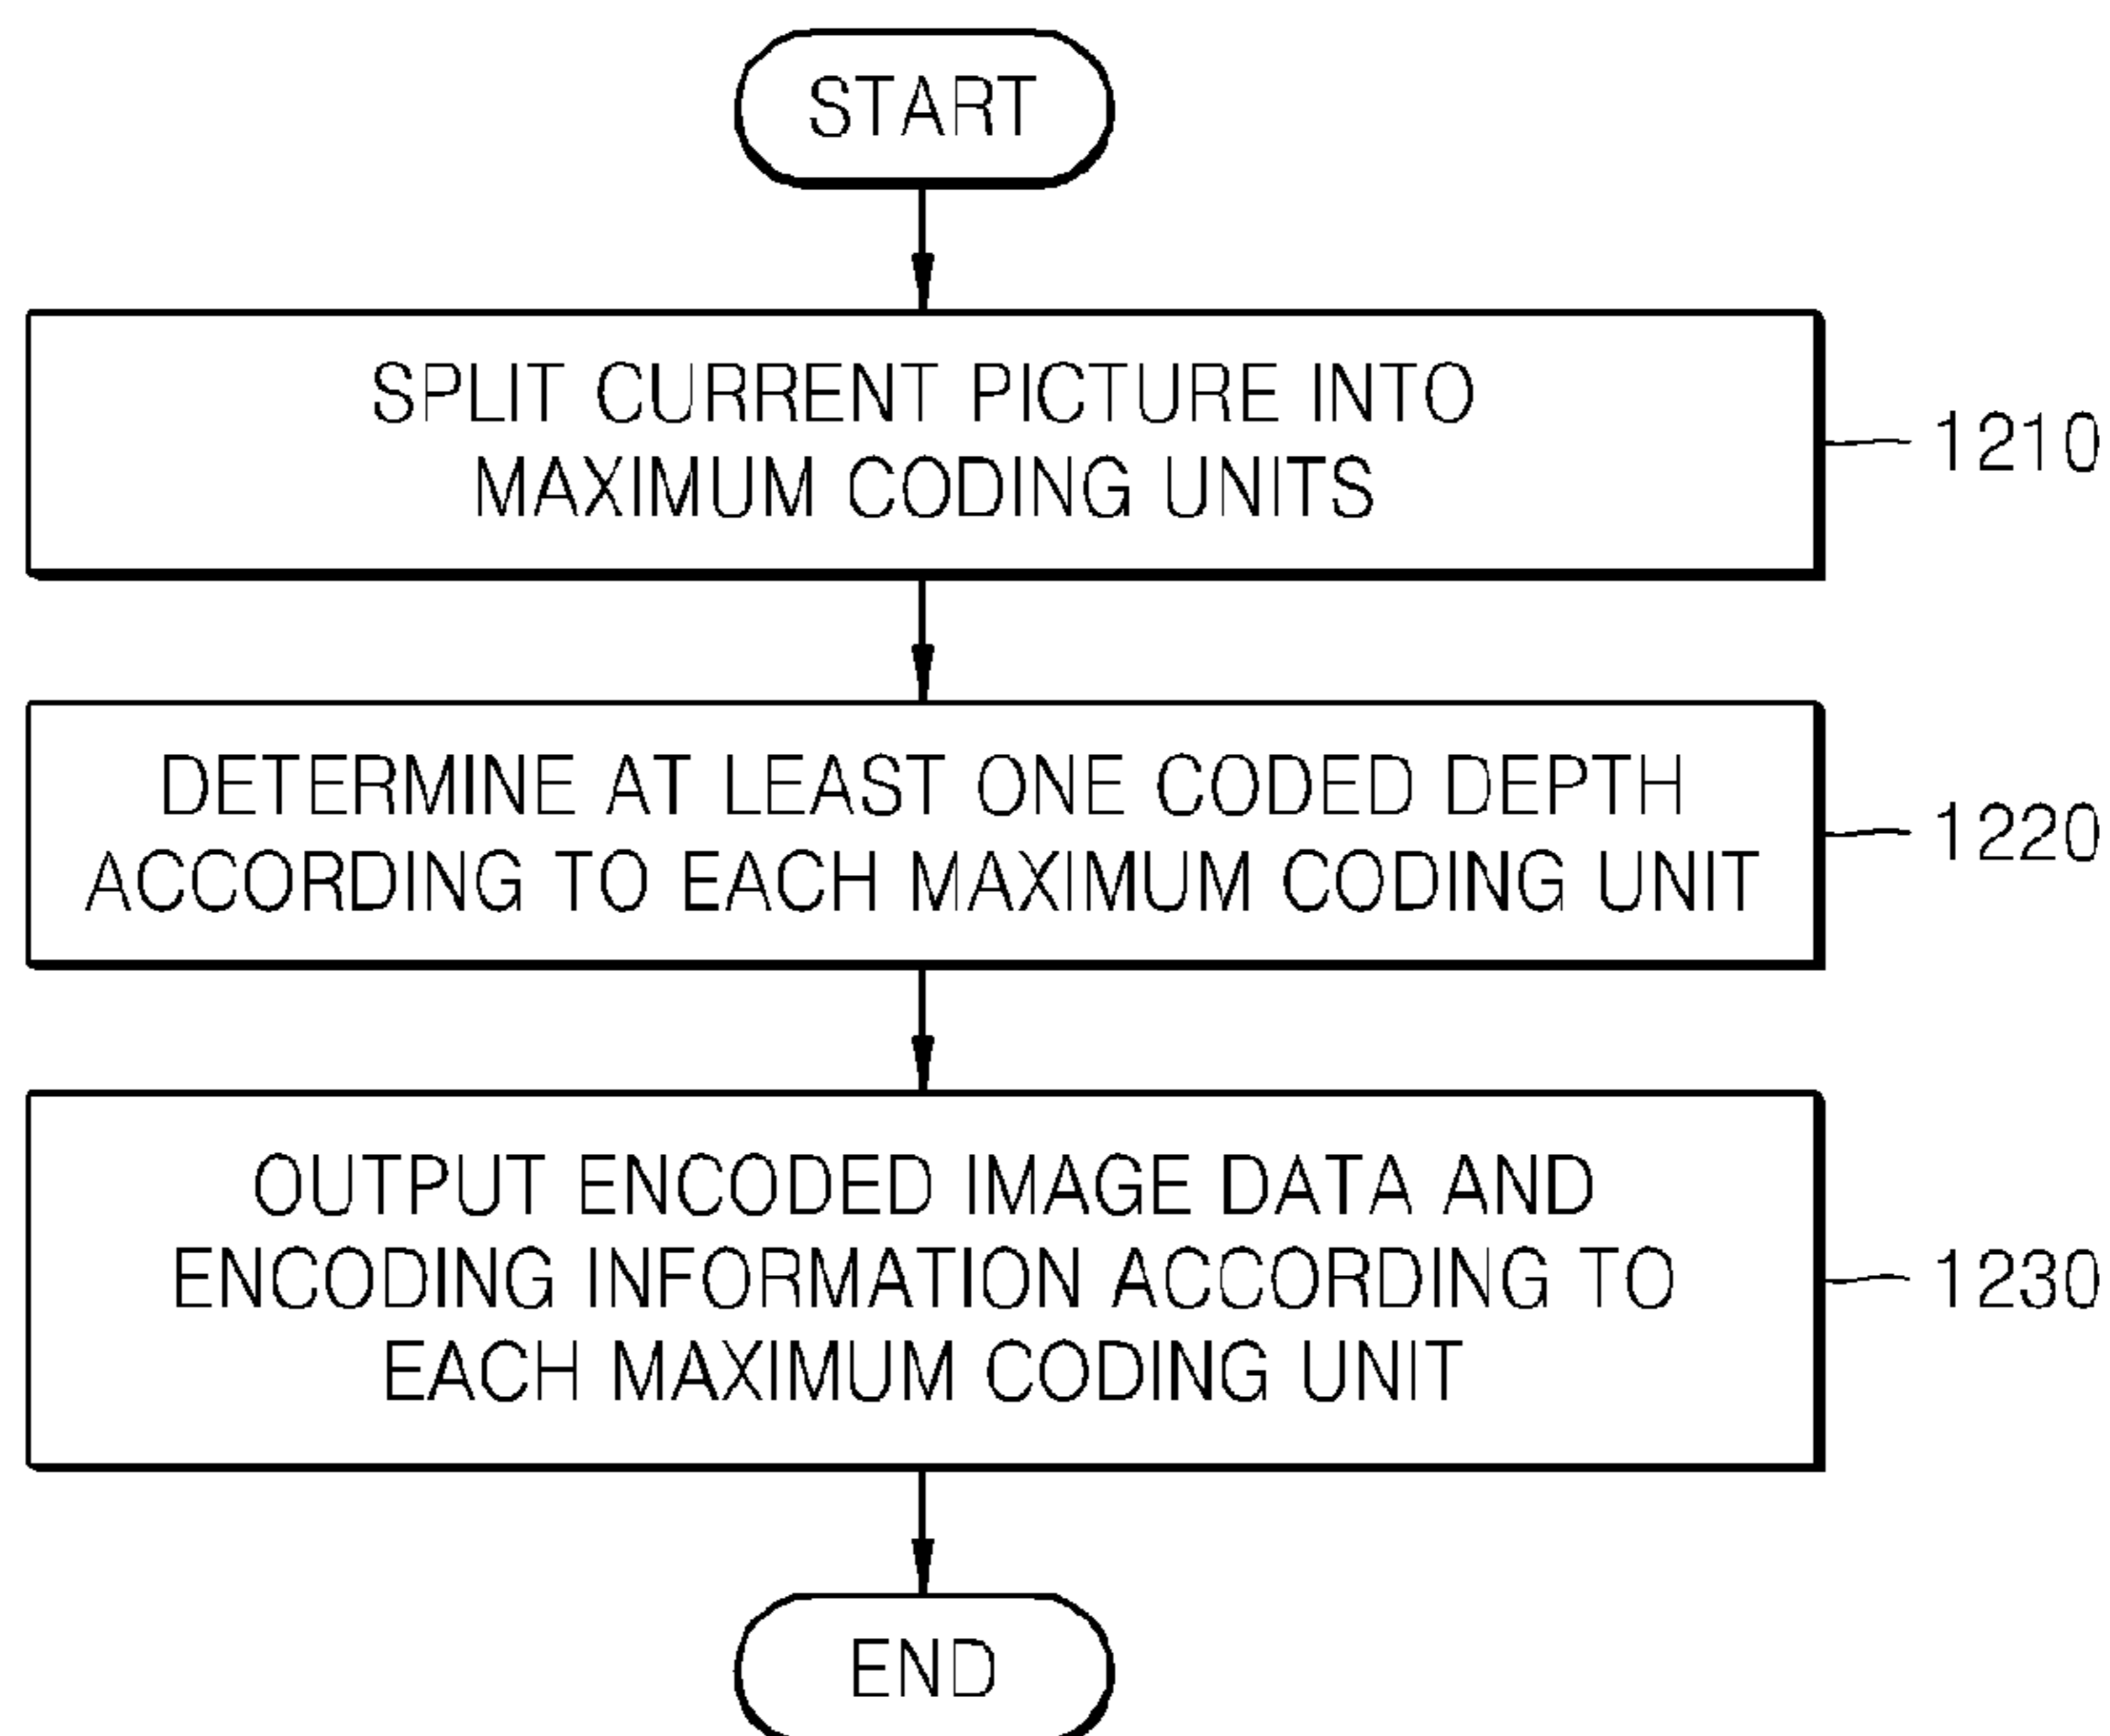 START
SPLIT CURRENT PICTURE INTO
MAXIMUM CODING UNITS
1210
DETERMINE AT LEAST ONE CODED DEPTH
ACCORDING TO EACH MAXIMUM CODING UNIT
1220
OUTPUT ENCODED IMAGE DATA AND
ENCODING INFORMATION ACCORDING TO
EACH MAXIMUM CODING UNIT
1230
END